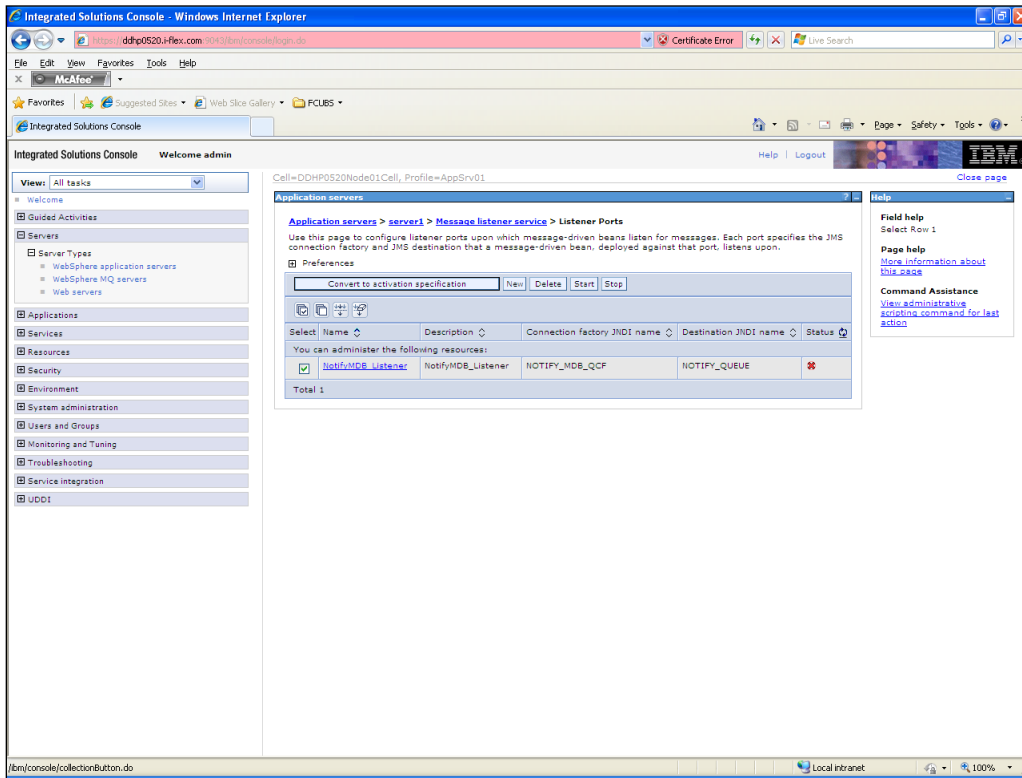 Integrated Solutions Console - Windows Internet Explorer
https://ddhp0520.i-flex.com:9043/ibm/console/login.do
Certificate Error
Live Search
File Edit View Favorites Tools Help
McAfee
Favorites Suggested Sites Web Slice Gallery FCUBS
Integrated Solutions Console
Page Safety Tools
Integrated Solutions Console Welcome admin
Help | Logout
IBM
View: All tasks
Cell=DDHP0520Node01Cell, Profile=AppSrv01
Close page
Welcome
Guided Activities
Servers
Server Types
WebSphere application servers
WebSphere MQ servers
Web servers
Applications
Services
Resources
Security
Environment
System administration
Users and Groups
Monitoring and Tuning
Troubleshooting
Service integration
UDDI
Application servers
Application servers > server1 > Message listener service > Listener Ports
Use this page to configure listener ports upon which message-driven beans listen for messages. Each port specifies the JMS
connection factory and JMS destination that a message-driven bean, deployed against that port, listens upon.
Preferences
Convert to activation specification New Delete Start Stop
Select Name Description Connection factory JNDI name Destination JNDI name Status
You can administer the following resources:
NotifyMDB_Listener NotifyMDB_Listener NOTIFY_MDB_QCF NOTIFY_QUEUE
Total 1
Help
Field help
Select Row 1
Page help
More information about
this page
Command Assistance
View administrative
scripting command for last
action
/ibm/console/collectionButton.do
Local intranet
100%